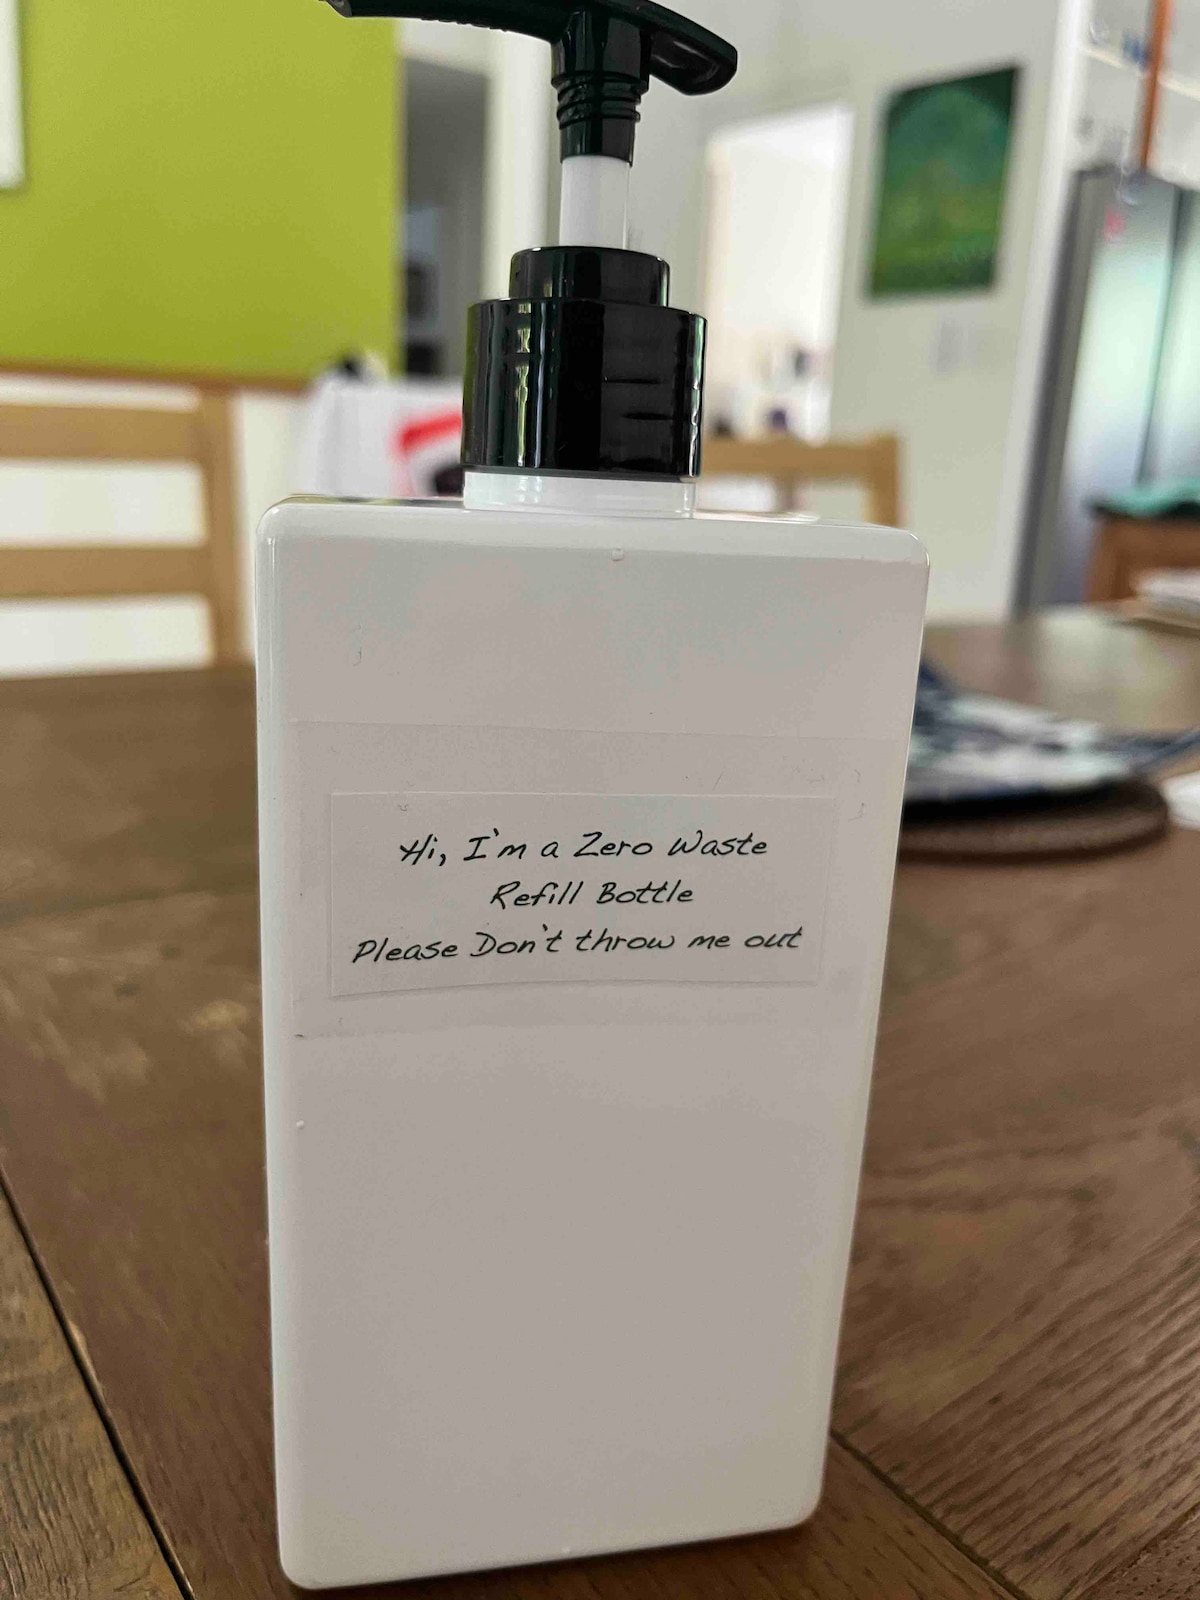 Hi, I'm a Zero Waste
Refill Bottle
Please Don't throw me out